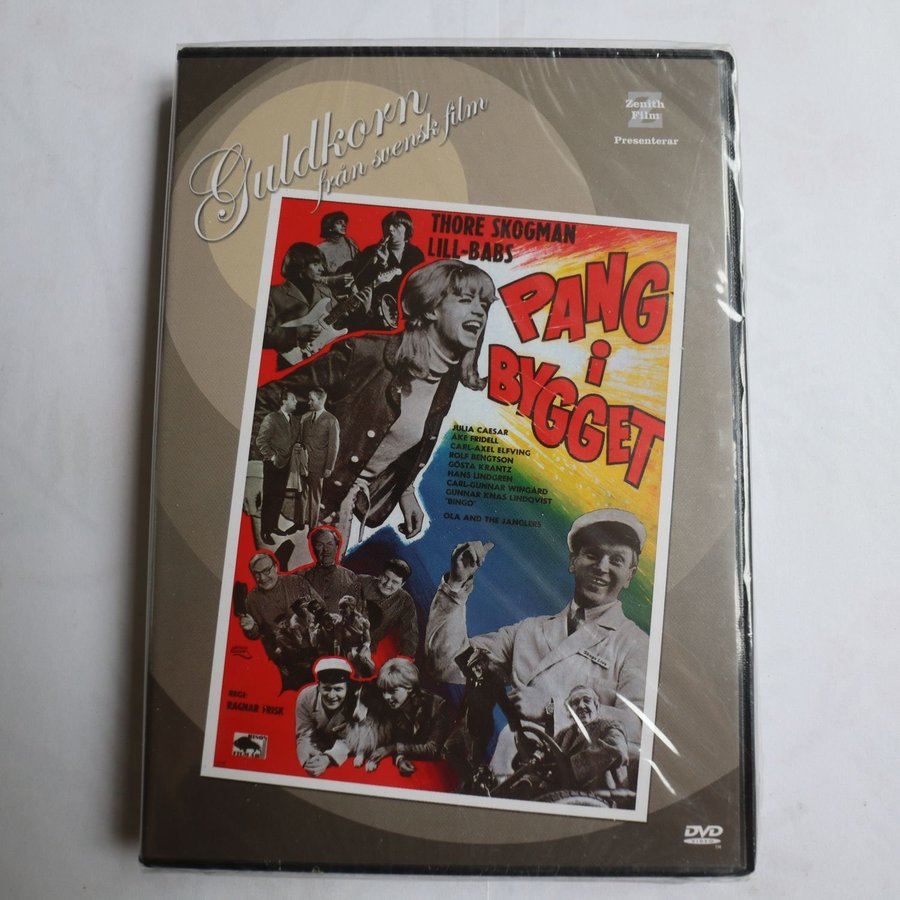 Guldkorn
från svensk film
Zenith
Film
Presenterar
THORE SKOGMAN
LILL-BABS
PANG
i
BYGGET
JULIA CAESAR
ÅKE FRIDELL
CARL-AXEL ELFVING
ROLF BENGTSON
GÖSTA KRANTZ
HANS LINDGREN
CARL-GUNNAR WINGÅRD
GUNNAR KNAS LINDQVIST
"BINGO"
OLA AND THE JANGLERS
REGI:
RAGNAR FRISK
DVD
VIDEO
TM